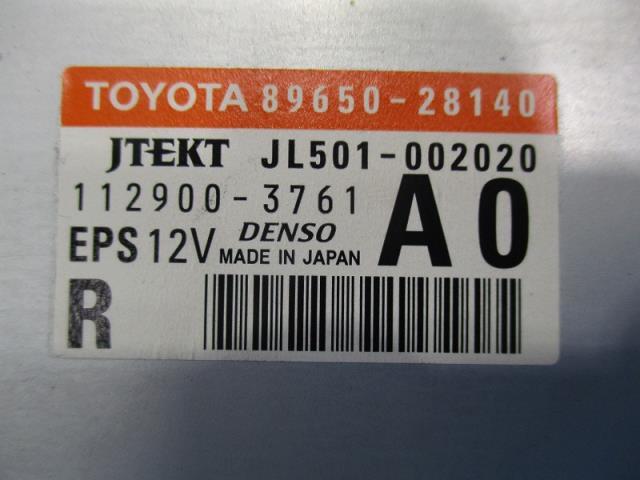 TOYOTA 89650-28140
JTEKT JL501-002020
112900-3761 A0
EPS 12V DENSO MADE IN JAPAN
R